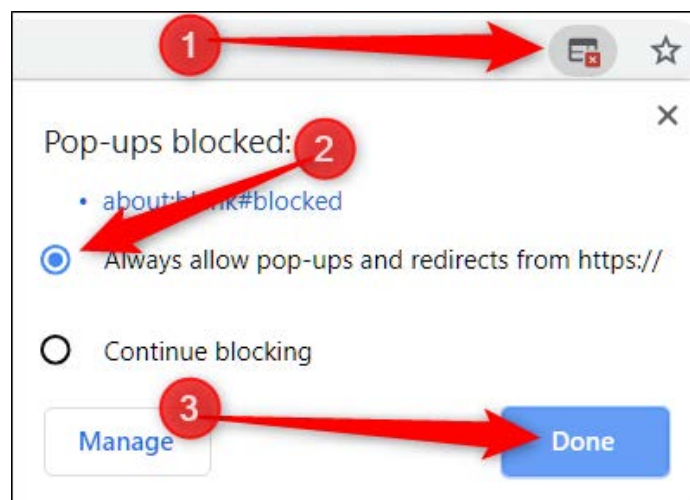 1
Pop-ups blocked:
2
• about:blank#blocked
Always allow pop-ups and redirects from https://
Continue blocking
3
Manage
Done